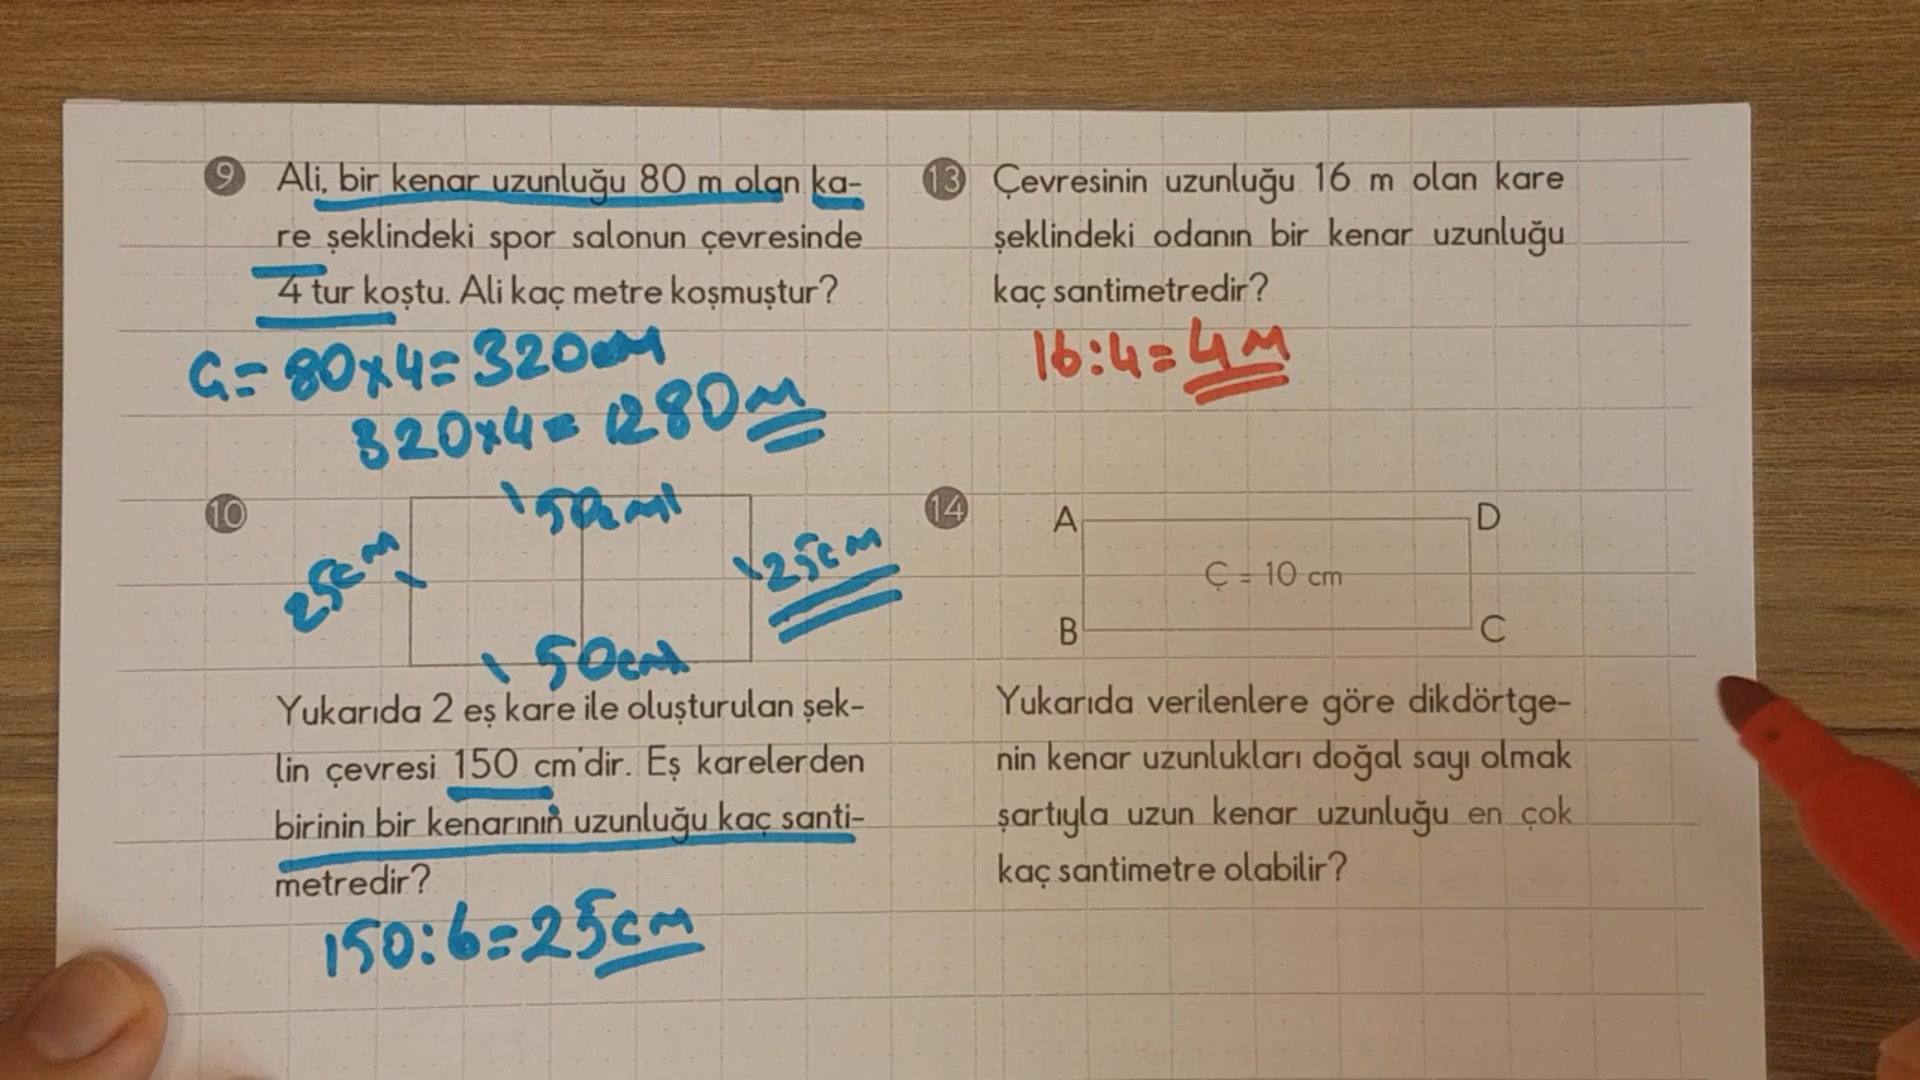 9 Ali, bir kenar uzunluğu 80 m olan ka-
re şeklindeki spor salonun çevresinde
4 tur koştu. Ali kaç metre koşmuştur?
Ç= 80x4= 320 m
320x4= 1280 m
10
50cm
25cm
25cm
50cm
Yukarıda 2 eş kare ile oluşturulan şek-
lin çevresi 150 cm'dir. Eş karelerden
birinin bir kenarının uzunluğu kaç santi-
metredir?
150:6=25cm
13 Çevresinin uzunluğu 16 m olan kare
şeklindeki odanın bir kenar uzunluğu
kaç santimetredir?
16:4=4m
14
A D
Ç = 10 cm
B C
Yukarıda verilenlere göre dikdörtge-
nin kenar uzunlukları doğal sayı olmak
şartıyla uzun kenar uzunluğu en çok
kaç santimetre olabilir?